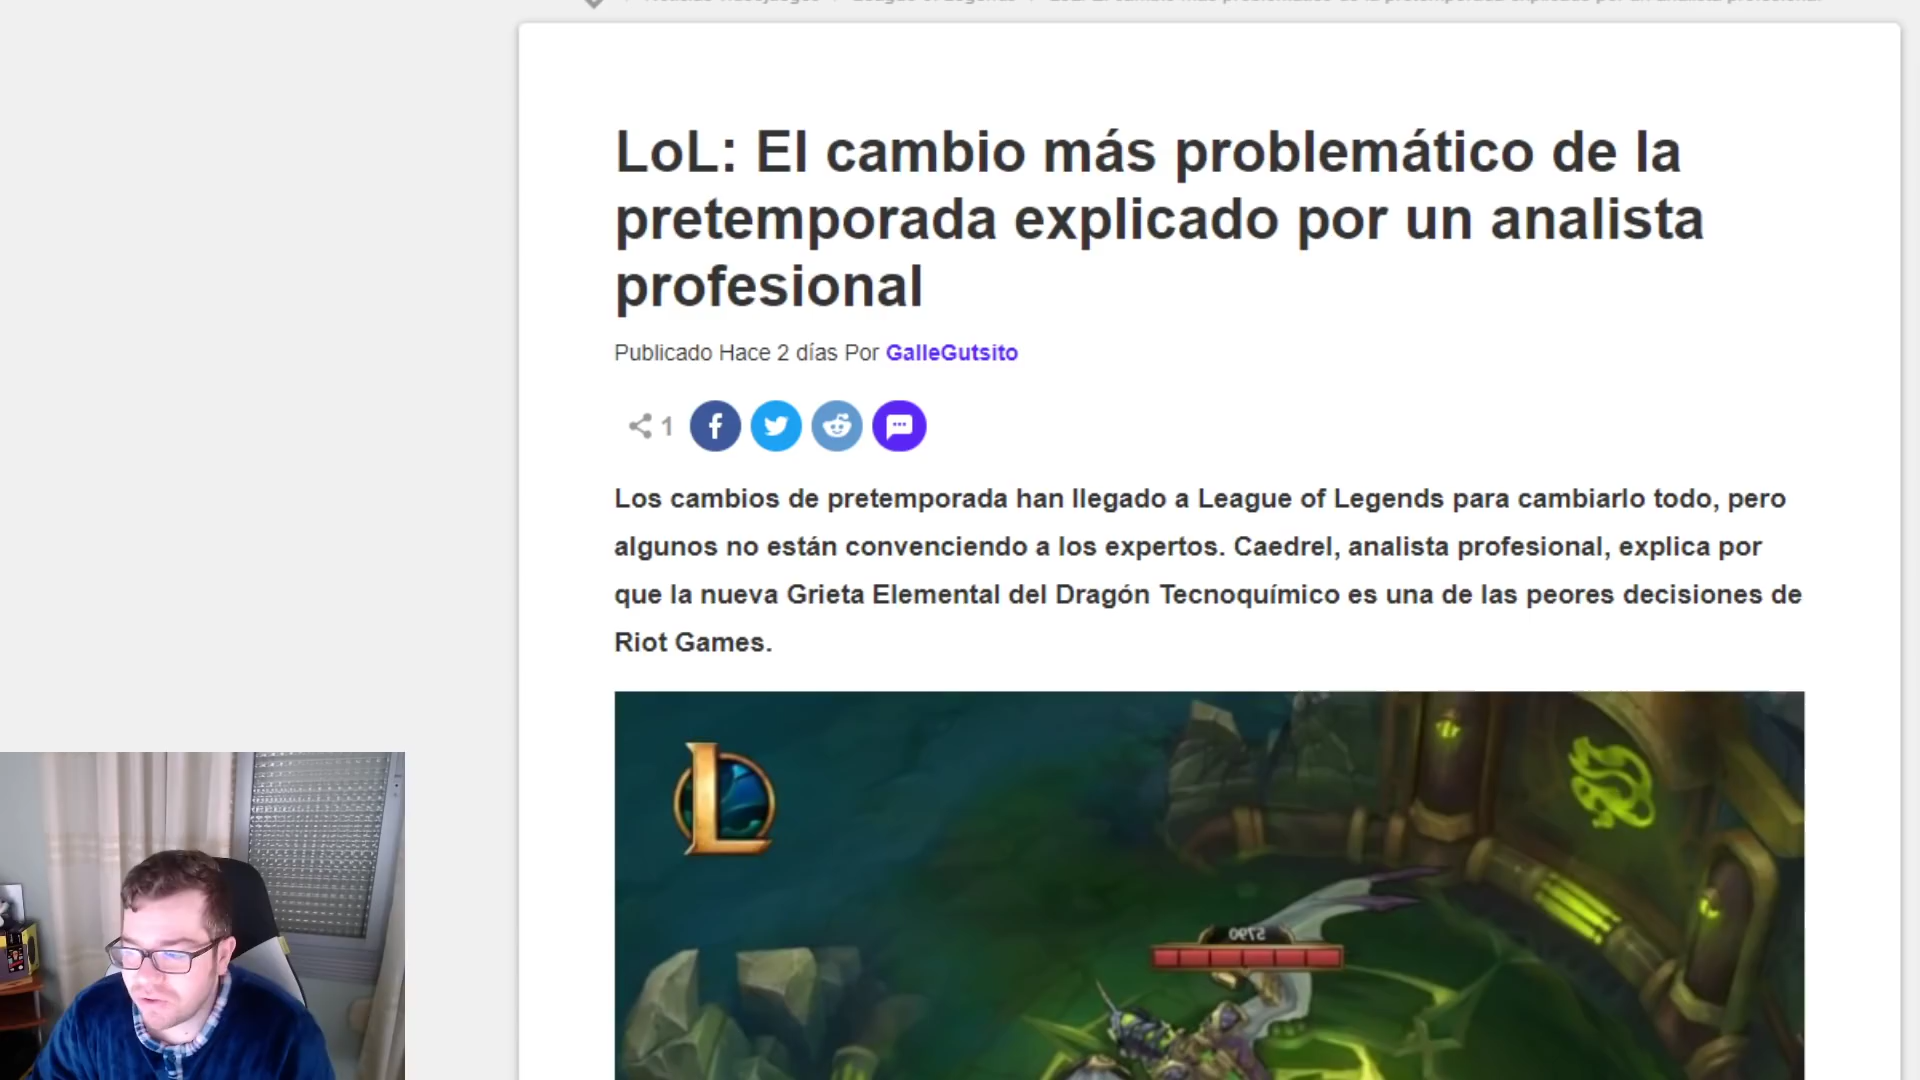 LoL: El cambio más problemático de la
pretemporada explicado por un analista
profesional
Publicado Hace 2 días Por GalleGutsito
1
Los cambios de pretemporada han llegado a League of Legends para cambiarlo todo, pero
algunos no están convenciendo a los expertos. Caedrel, analista profesional, explica por
que la nueva Grieta Elemental del Dragón Tecnoquímico es una de las peores decisiones de
Riot Games.
5790